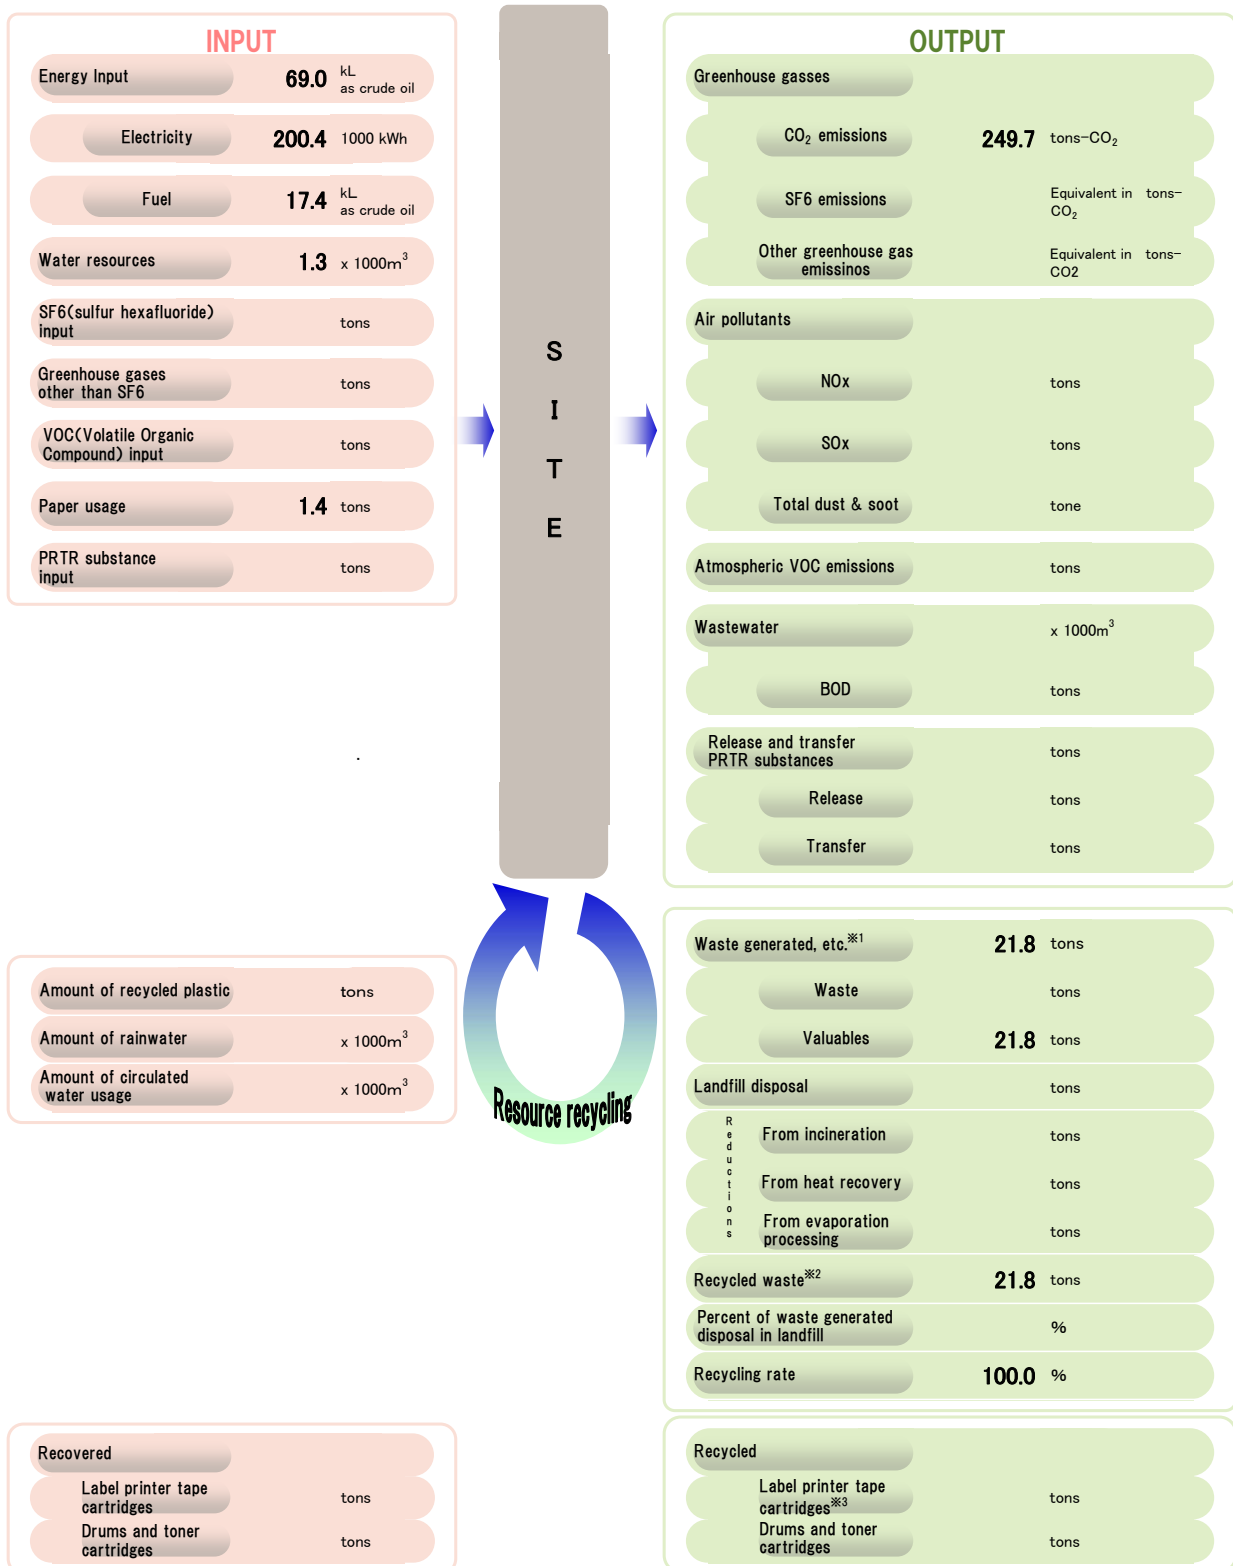 INPUT
Energy Input 69.0 kL
as crude oil
Electricity 200.4 1000 kWh
Fuel 17.4 kL
as crude oil
Water resources 1.3 x 1000m³
SF6(sulfur hexafluoride)
input tons
Greenhouse gases
other than SF6 tons
VOC(Volatile Organic
Compound) input tons
Paper usage 1.4 tons
PRTR substance
input tons
S
I
T
E
OUTPUT
Greenhouse gasses
CO₂ emissions 249.7 tons-CO₂
SF6 emissions Equivalent in tons-
CO₂
Other greenhouse gas
emissinos Equivalent in tons-
CO2
Air pollutants
NOx tons
SOx tons
Total dust & soot tone
Atmospheric VOC emissions tons
Wastewater x 1000m³
BOD tons
Release and transfer
PRTR substances tons
Release tons
Transfer tons
Amount of recycled plastic tons
Amount of rainwater x 1000m³
Amount of circulated
water usage x 1000m³
Resource recycling
Waste generated, etc.※1 21.8 tons
Waste tons
Valuables 21.8 tons
Landfill disposal tons
Reductions
From incineration tons
From heat recovery tons
From evaporation
processing tons
Recycled waste※2 21.8 tons
Percent of waste generated
disposal in landfill %
Recycling rate 100.0 %
Recovered
Label printer tape
cartridges tons
Drums and toner
cartridges tons
Recycled
Label printer tape
cartridges※3 tons
Drums and toner
cartridges tons